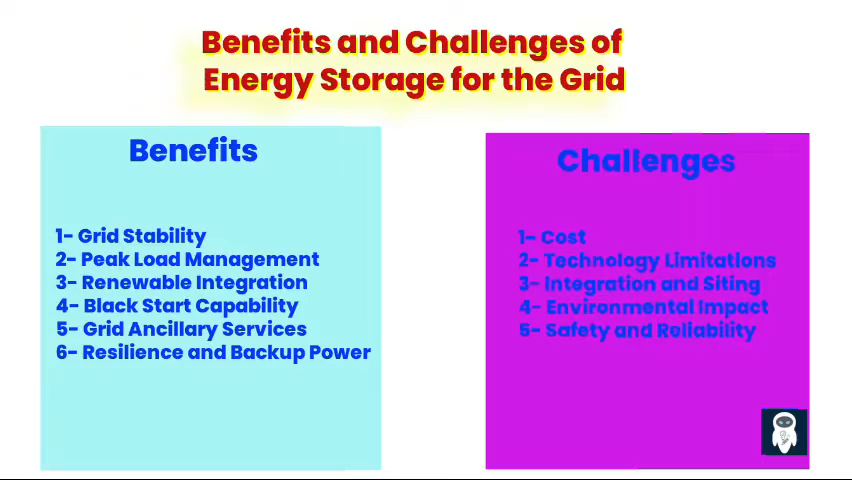 Benefits and Challenges of
Energy Storage for the Grid
Benefits
1- Grid Stability
2- Peak Load Management
3- Renewable Integration
4- Black Start Capability
5- Grid Ancillary Services
6- Resilience and Backup Power
Challenges
1- Cost
2- Technology Limitations
3- Integration and Siting
4- Environmental Impact
5- Safety and Reliability